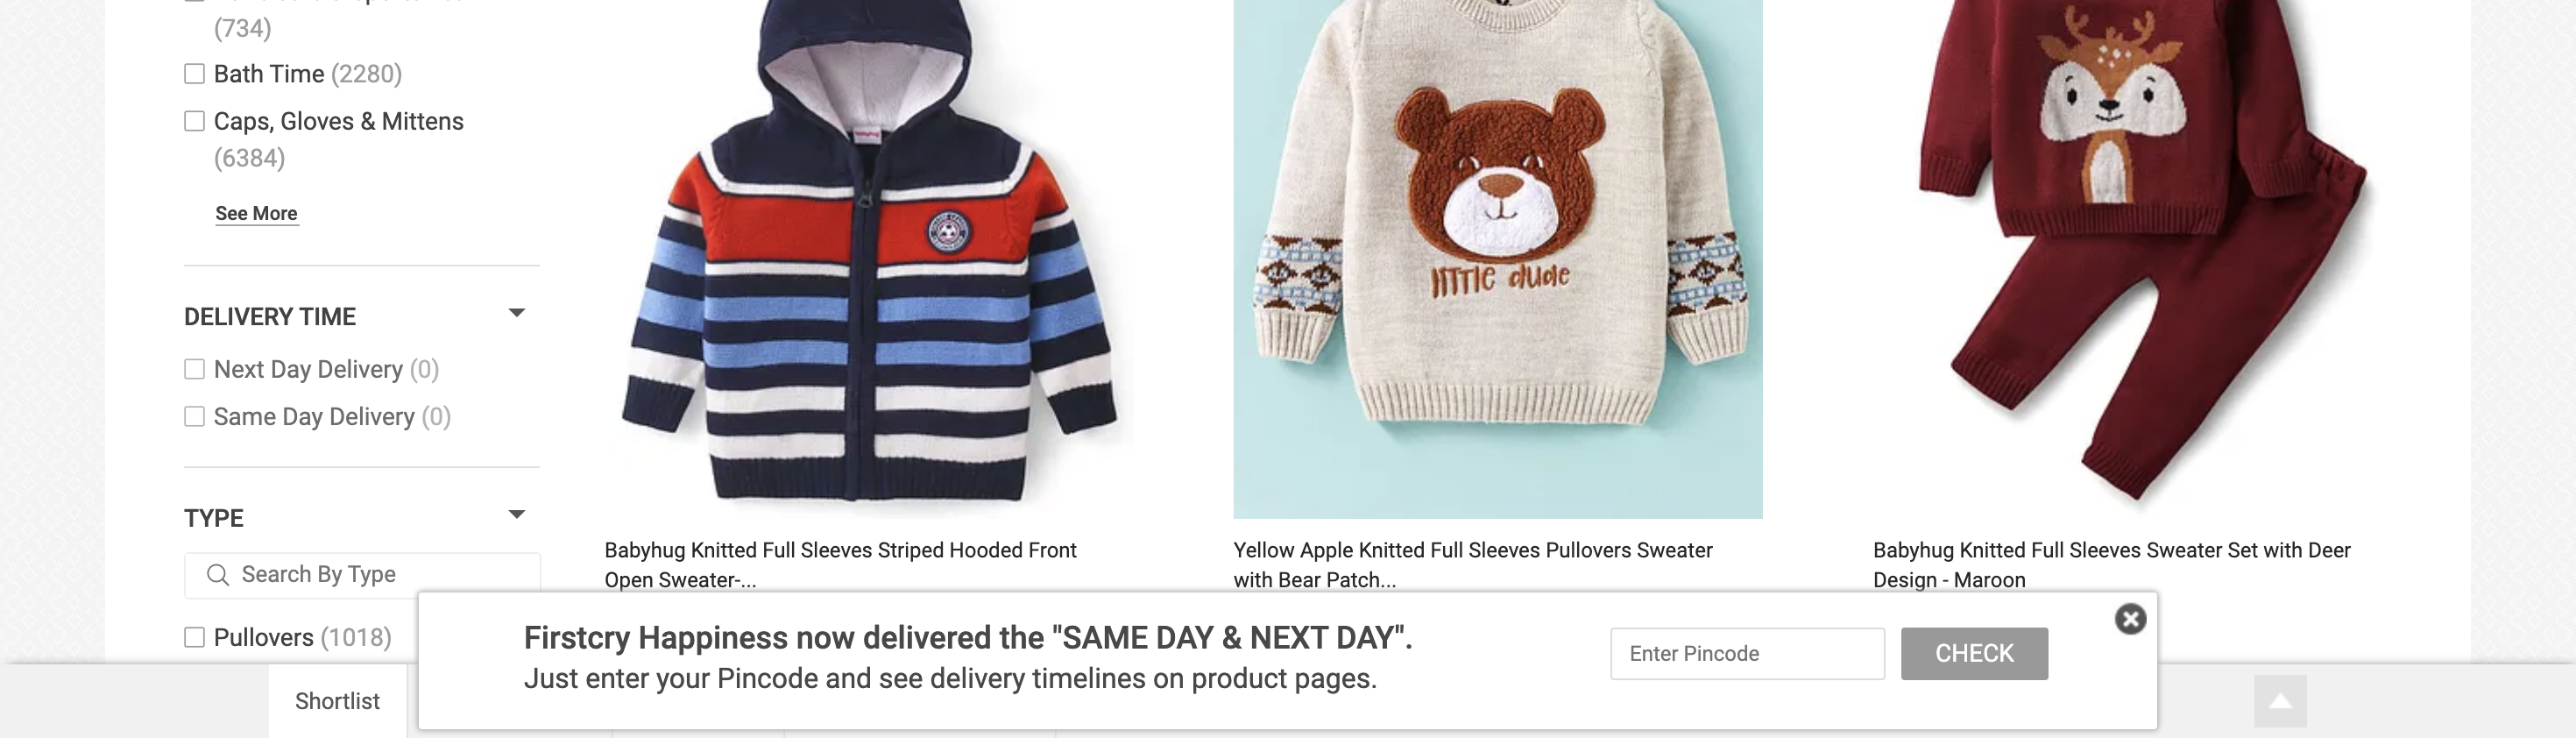 (734)
Bath Time (2280)
Caps, Gloves & Mittens
(6384)
See More
DELIVERY TIME
Next Day Delivery (0)
Same Day Delivery (0)
TYPE
Search By Type
Pullovers (1018)
little dude
Babyhug Knitted Full Sleeves Striped Hooded Front
Open Sweater-...
Yellow Apple Knitted Full Sleeves Pullovers Sweater
with Bear Patch...
Babyhug Knitted Full Sleeves Sweater Set with Deer
Design - Maroon
Firstcry Happiness now delivered the "SAME DAY & NEXT DAY".
Just enter your Pincode and see delivery timelines on product pages.
Enter Pincode
CHECK
Shortlist